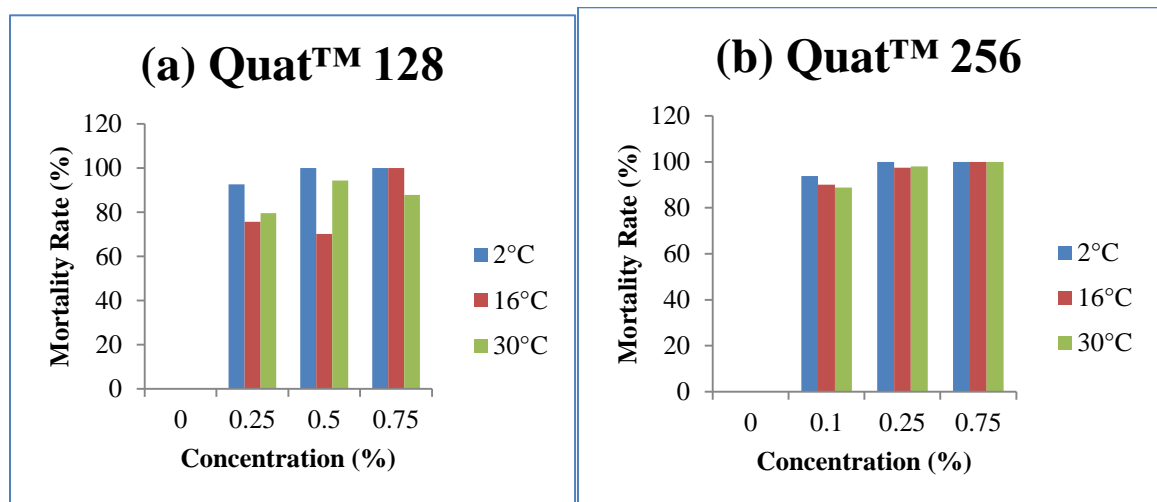 (a) Quat™ 128
120
100
80
60
40
20
0
Mortality Rate (%)
0 0.25 0.5 0.75
Concentration (%)
2°C
16°C
30°C
(b) Quat™ 256
120
100
80
60
40
20
0
Mortality Rate (%)
0 0.1 0.25 0.75
Concentration (%)
2°C
16°C
30°C